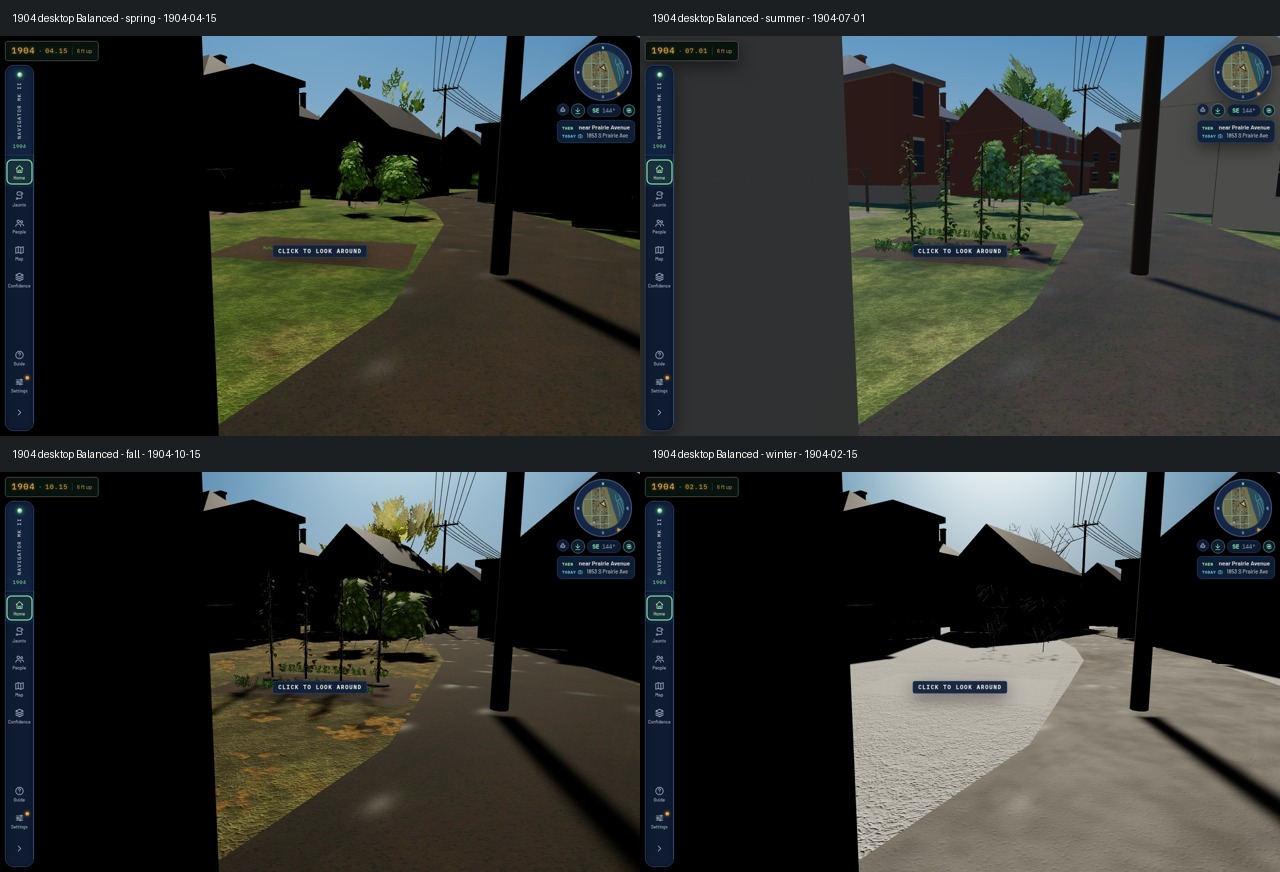 1904 desktop Balanced - spring - 1904-04-15
1904 · 04.15 6 ft up
NAVIGATOR MK II
1904
Home
Jaunts
People
Map
Confidence
Guide
Settings
CLICK TO LOOK AROUND
SE 144°
THEN near Prairie Avenue
TODAY 1853 S Prairie Ave
1904 desktop Balanced - summer - 1904-07-01
1904 · 07.01 6 ft up
NAVIGATOR MK II
1904
Home
Jaunts
People
Map
Confidence
Guide
Settings
CLICK TO LOOK AROUND
SE 144°
THEN near Prairie Avenue
TODAY 1853 S Prairie Ave
1904 desktop Balanced - fall - 1904-10-15
1904 · 10.15 6 ft up
NAVIGATOR MK II
1904
Home
Jaunts
People
Map
Confidence
Guide
Settings
CLICK TO LOOK AROUND
SE 144°
THEN near Prairie Avenue
TODAY 1853 S Prairie Ave
1904 desktop Balanced - winter - 1904-02-15
1904 · 02.15 6 ft up
NAVIGATOR MK II
1904
Home
Jaunts
People
Map
Confidence
Guide
Settings
CLICK TO LOOK AROUND
SE 144°
THEN near Prairie Avenue
TODAY 1853 S Prairie Ave